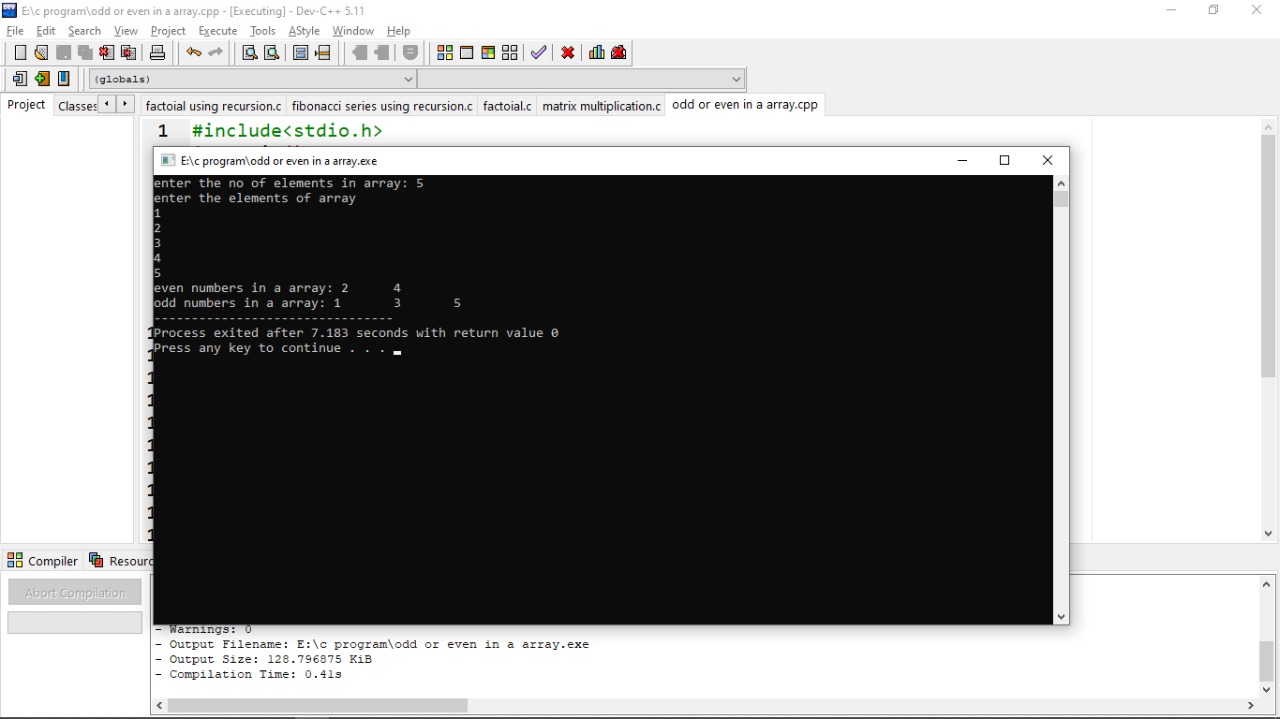 E:\c program\odd or even in a array.cpp - [Executing] - Dev-C++ 5.11
File Edit Search View Project Execute Tools AStyle Window Help
(globals)
Project Classes factoial using recursion.c fibonacci series using recursion.c factoial.c matrix multiplication.c odd or even in a array.cpp
1 #include<stdio.h>
E:\c program\odd or even in a array.exe
enter the no of elements in array: 5
enter the elements of array
1
2
3
4
5
even numbers in a array: 2 4
odd numbers in a array: 1 3 5
--------------------------------
Process exited after 7.183 seconds with return value 0
Press any key to continue . . .
Compiler
Abort Compilation
- Warnings: 0
- Output Filename: E:\c program\odd or even in a array.exe
- Output Size: 128.796875 KiB
- Compilation Time: 0.41s